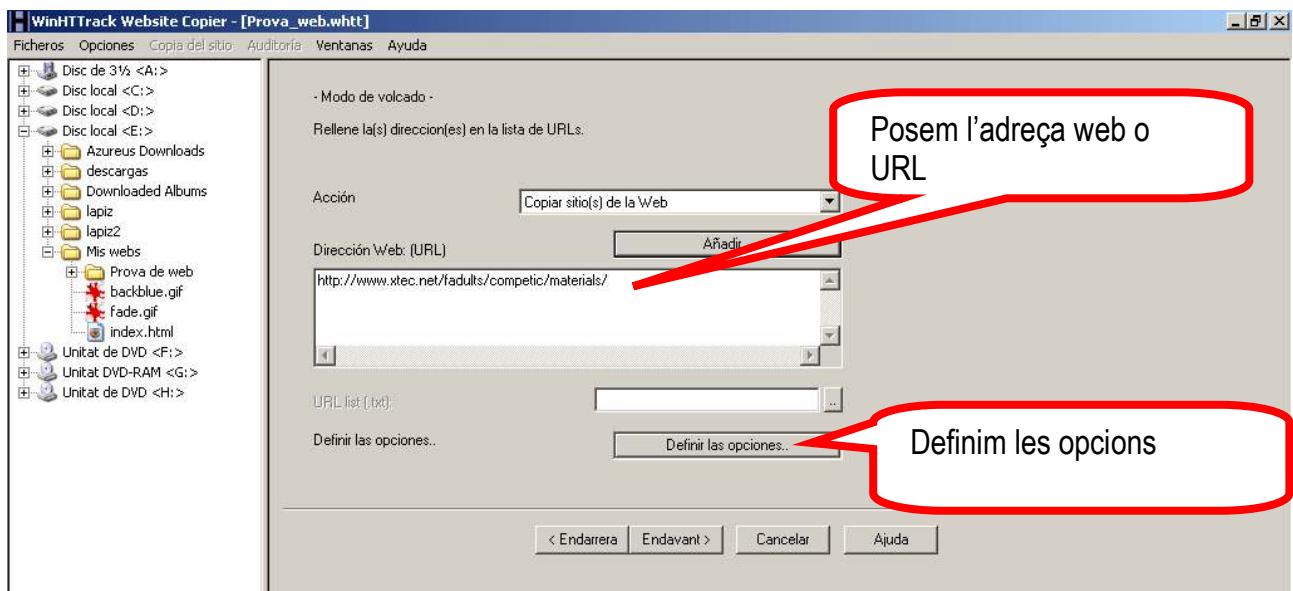 WinHTTrack Website Copier - [Prova_web.whtt]
Ficheros Opciones Copia del sitio Auditoría Ventanas Ayuda
Disc de 3½ <A:>
Disc local <C:>
Disc local <D:>
Disc local <E:>
Azureus Downloads
descargas
Downloaded Albums
lapiz
lapiz2
Mis webs
Prova de web
backblue.gif
fade.gif
index.html
Unitat de DVD <F:>
Unitat DVD-RAM <G:>
Unitat de DVD <H:>
- Modo de volcado -
Rellene la(s) direccion(es) en la lista de URLs.
Posem l’adreça web o
URL
Acción Copiar sitio(s) de la Web
Dirección Web: (URL) Añadir..
http://www.xtec.net/fadults/competic/materials/
URL list (.txt): ..
Definir las opciones.. Definir las opciones..
Definim les opcions
< Endarrera Endavant > Cancelar Ajuda